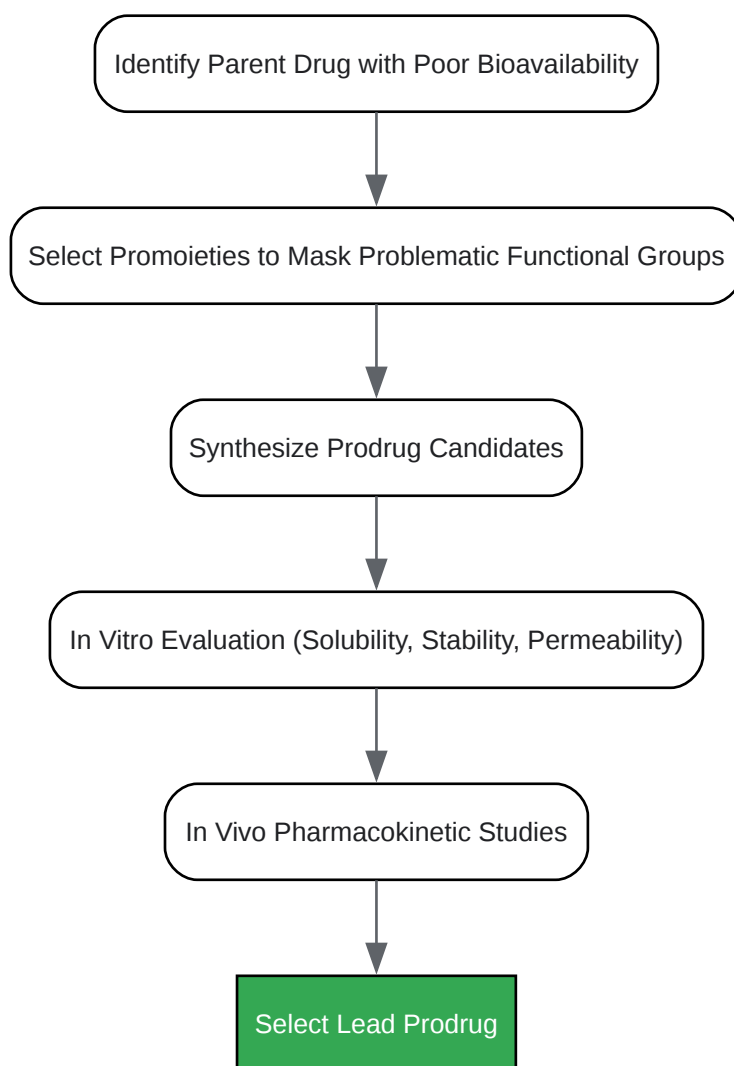 Identify Parent Drug with Poor Bioavailability
Select Promoieties to Mask Problematic Functional Groups
Synthesize Prodrug Candidates
In Vitro Evaluation (Solubility, Stability, Permeability)
In Vivo Pharmacokinetic Studies
Select Lead Prodrug